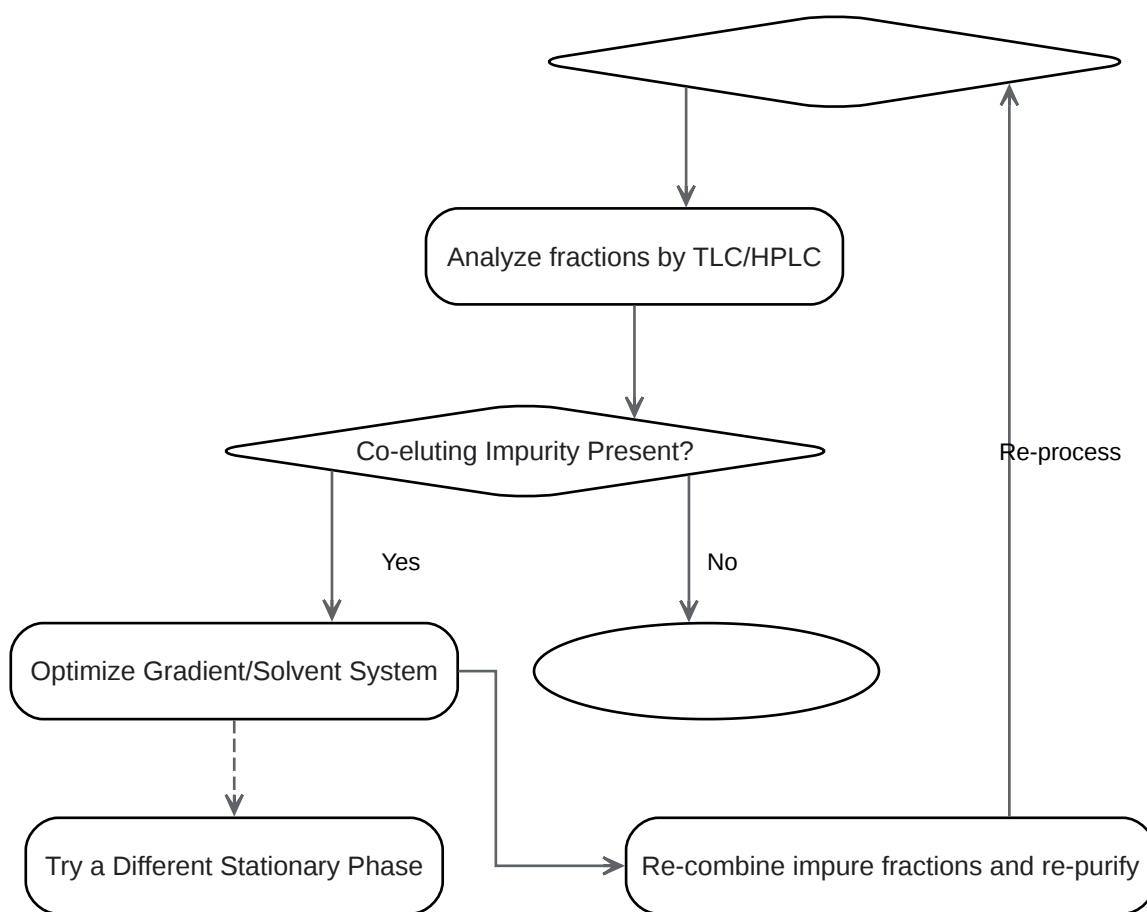 Analyze fractions by TLC/HPLC
Co-eluting Impurity Present?
Re-process
Yes
No
Optimize Gradient/Solvent System
Try a Different Stationary Phase
Re-combine impure fractions and re-purify